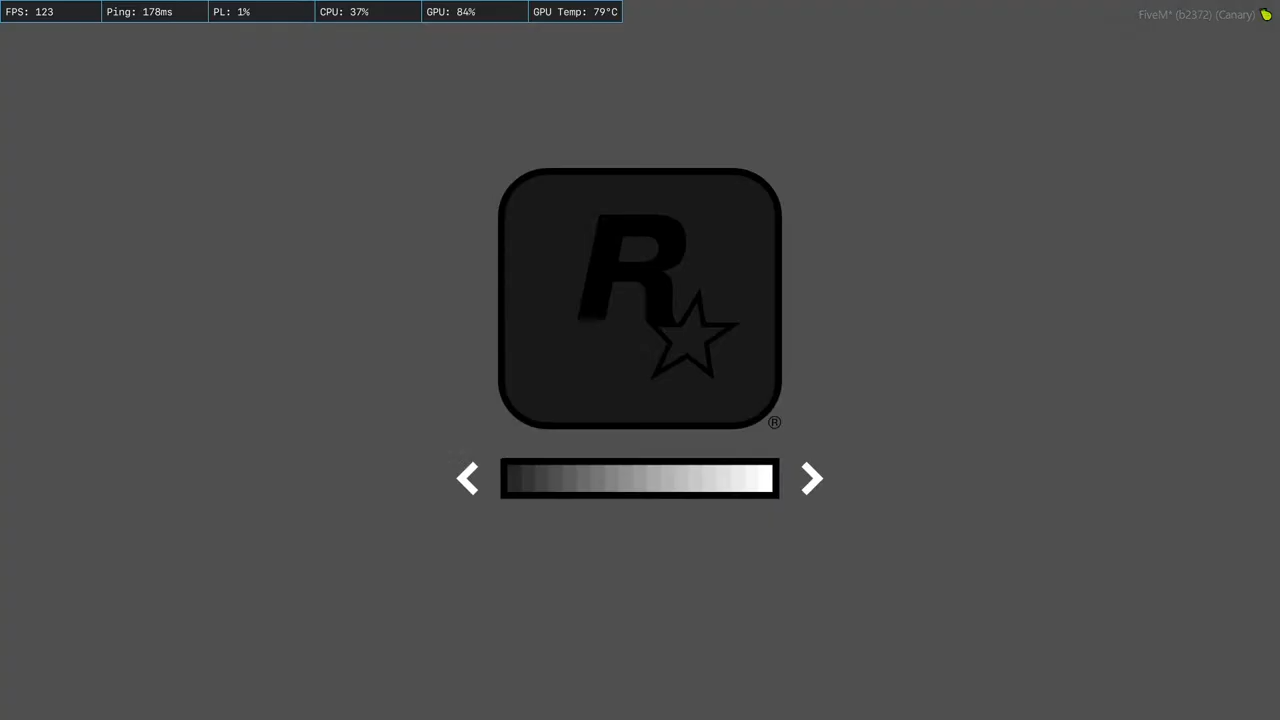 FPS: 123 Ping: 178ms PL: 1% CPU: 37% GPU: 84% GPU Temp: 79°C
FiveM* (b2372) (Canary)
R
®